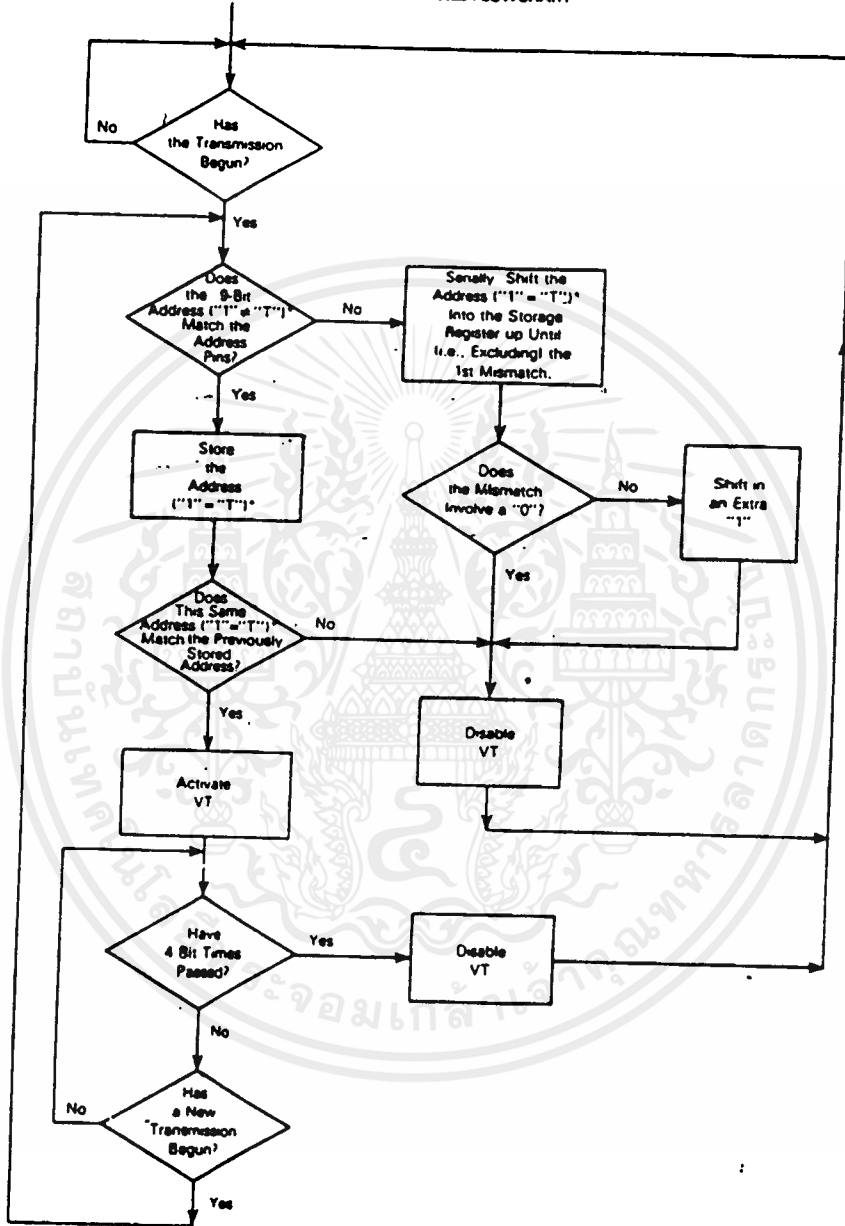 No
Has
the Transmission
Begun?
Yes
Does
the 9-Bit
Address ("1" ≠ "T")*
Match the
Address
Pins?
No
Serially Shift the
Address ("1" = "T")*
Into the Storage
Register up Until
(i.e., Excluding) the
1st Mismatch.
Yes
Store
the
Address
("1" = "T")*
Does
the Mismatch
Involve a "0"?
No
Shift in
an Extra
"1"
Yes
Does
This Same
Address ("1"="T")*
Match the Previously
Stored
Address?
No
Yes
Activate
VT
Disable
VT
Have
4 Bit Times
Passed?
Yes
Disable
VT
No
Has
a New
Transmission
Begun?
No
Yes